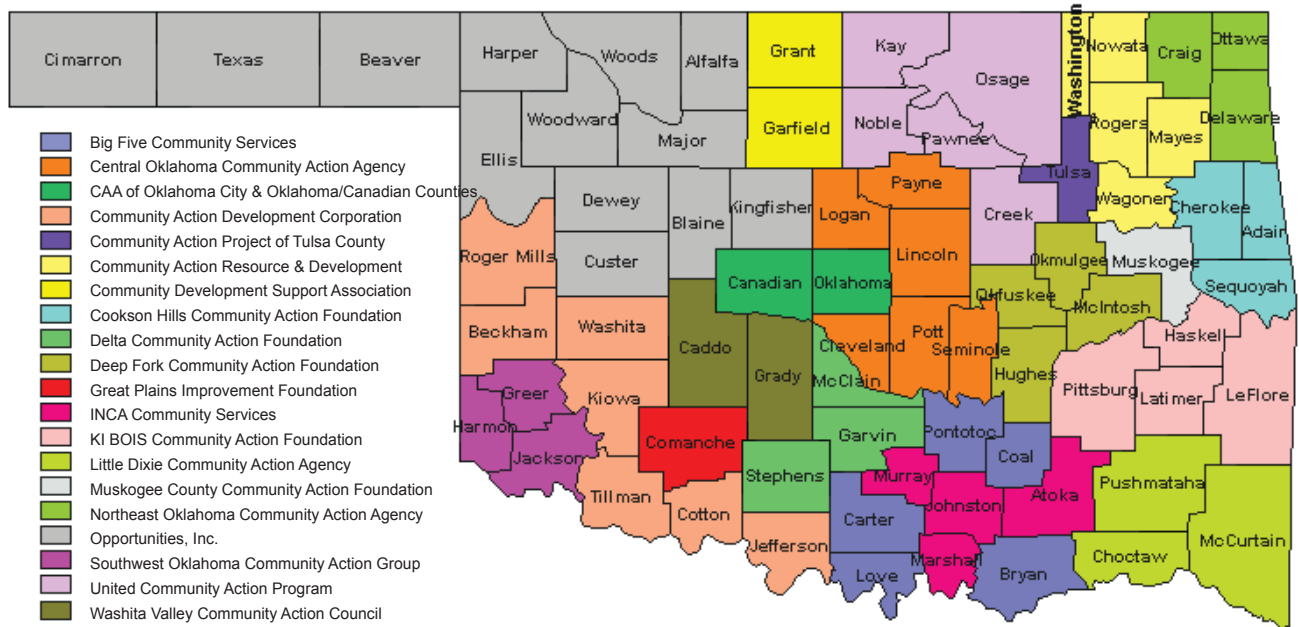 Cimarron
Texas
Beaver
Harper
Woods
Alfalfa
Grant
Kay
Osage
Washington
Nowata
Craig
Ottawa
Woodward
Major
Garfield
Noble
Pawnee
Rogers
Mayes
Delaware
Ellis
Dewey
Blaine
Kingfisher
Logan
Payne
Creek
Tulsa
Wagoner
Cherokee
Adair
Roger Mills
Custer
Canadian
Oklahoma
Lincoln
Okmulgee
Muskogee
Sequoyah
Okfuskee
McIntosh
Beckham
Washita
Caddo
Grady
Cleveland
Pott
Seminole
Haskel
McClain
Hughes
Pittsburg
Latimer
LeFlore
Greer
Kiowa
Harmon
Comanche
Garvin
Pontotoc
Coal
Jackson
Stephens
Murray
Tillman
Cotton
Carter
Johnston
Atoka
Pushmataha
Jefferson
Love
Marshall
Bryan
Choctaw
McCurtain
Big Five Community Services
Central Oklahoma Community Action Agency
CAA of Oklahoma City & Oklahoma/Canadian Counties
Community Action Development Corporation
Community Action Project of Tulsa County
Community Action Resource & Development
Community Development Support Association
Cookson Hills Community Action Foundation
Delta Community Action Foundation
Deep Fork Community Action Foundation
Great Plains Improvement Foundation
INCA Community Services
KI BOIS Community Action Foundation
Little Dixie Community Action Agency
Muskogee County Community Action Foundation
Northeast Oklahoma Community Action Agency
Opportunities, Inc.
Southwest Oklahoma Community Action Group
United Community Action Program
Washita Valley Community Action Council